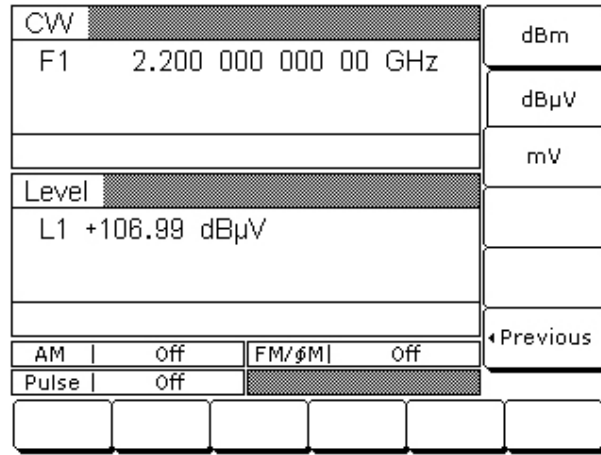 CW
F1 2.200 000 000 00 GHz
Level
L1 +106.99 dBµV
AM | Off FM/ϕM| Off
Pulse | Off
dBm
dBµV
mV
◂Previous